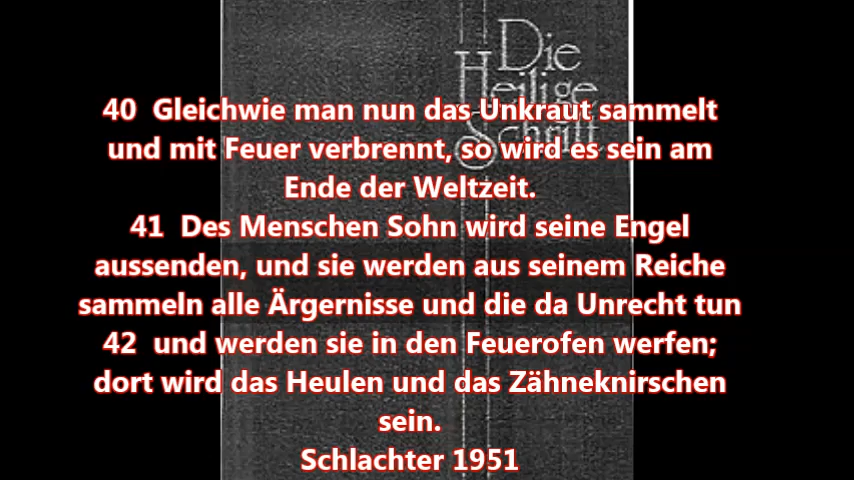 Die
Heilige
Schrift
40 Gleichwie man nun das Unkraut sammelt
und mit Feuer verbrennt, so wird es sein am
Ende der Weltzeit.
41 Des Menschen Sohn wird seine Engel
aussenden, und sie werden aus seinem Reiche
sammeln alle Ärgernisse und die da Unrecht tun
42 und werden sie in den Feuerofen werfen;
dort wird das Heulen und das Zähneknirschen
sein.
Schlachter 1951